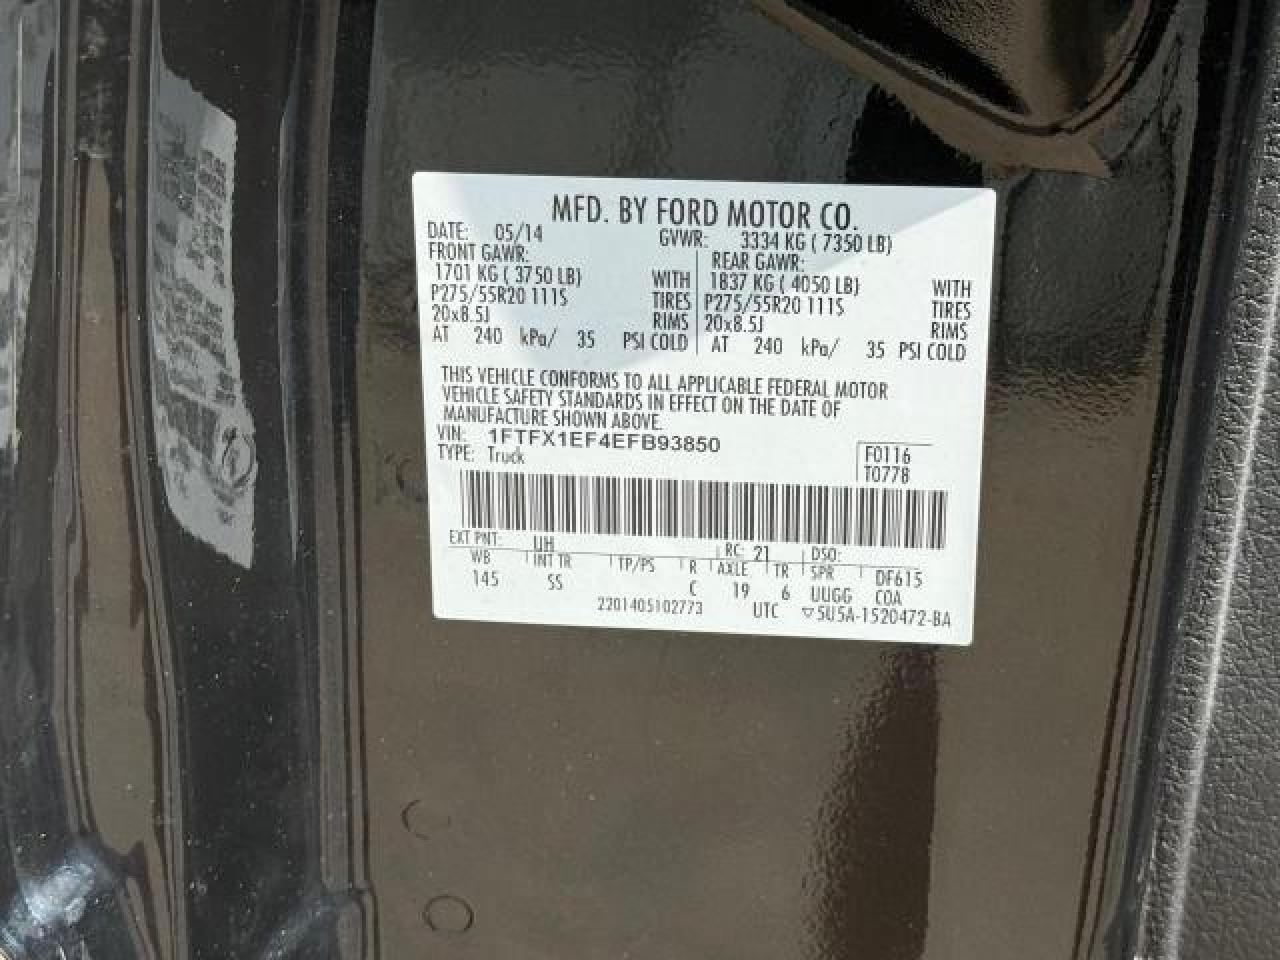 MFD. BY FORD MOTOR CO.
DATE: 05/14 GVWR: 3334 KG ( 7350 LB)
FRONT GAWR: REAR GAWR:
1701 KG ( 3750 LB) WITH 1837 KG ( 4050 LB) WITH
P275/55R20 111S TIRES P275/55R20 111S TIRES
20x8.5J RIMS 20x8.5J RIMS
AT 240 kPa/ 35 PSI COLD AT 240 kPa/ 35 PSI COLD
THIS VEHICLE CONFORMS TO ALL APPLICABLE FEDERAL MOTOR
VEHICLE SAFETY STANDARDS IN EFFECT ON THE DATE OF
MANUFACTURE SHOWN ABOVE.
VIN: 1FTFX1EF4EFB93850
TYPE: Truck
F0116
T0778
EXT PNT: UH RC: 21 DSO:
WB INT TR TP/PS R AXLE TR SPR DF615
145 SS C 19 6 UUGG COA
2201405102773 UTC ▽5U5A-1520472-BA